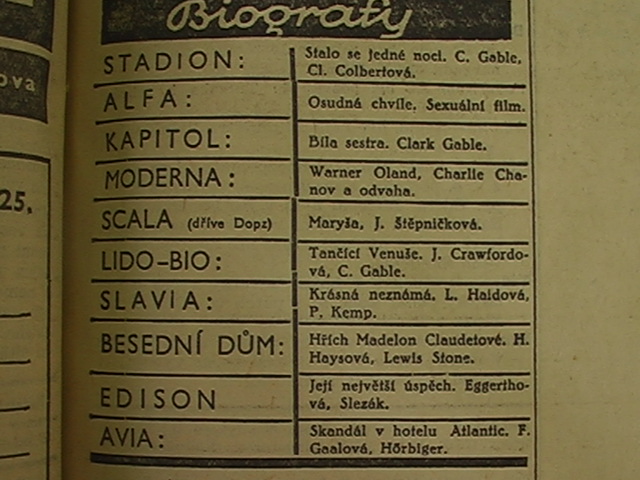 Biografy
ova
25.
STADION:
Stalo se jedné noci. C. Gable,
Cl. Colbertová.
ALFA:
Osudná chvíle. Sexuální film.
KAPITOL:
Bíla sestra. Clark Gable.
MODERNA:
Warner Oland, Charlie Cha-
nov a odvaha.
SCALA (dříve Dopz)
Maryša, J. Štěpničková.
LIDO-BIO:
Tančící Venuše. J. Crawfordo-
vá, C. Gable.
SLAVIA:
Krásná neznámá. L. Haidová,
P. Kemp.
BESEDNÍ DŮM:
Hřích Madelon Claudetové. H.
Haysová, Lewis Stone.
EDISON
Její největší úspěch. Eggertho-
vá, Slezák.
AVIA:
Skandál v hotelu Atlantic. F.
Gaalová, Hörbiger.